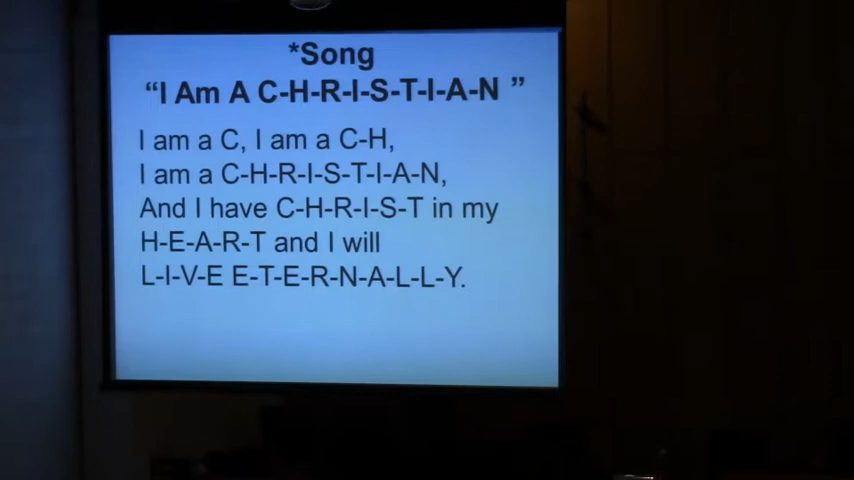 *Song
“I Am A C-H-R-I-S-T-I-A-N ”
I am a C, I am a C-H,
I am a C-H-R-I-S-T-I-A-N,
And I have C-H-R-I-S-T in my
H-E-A-R-T and I will
L-I-V-E E-T-E-R-N-A-L-L-Y.